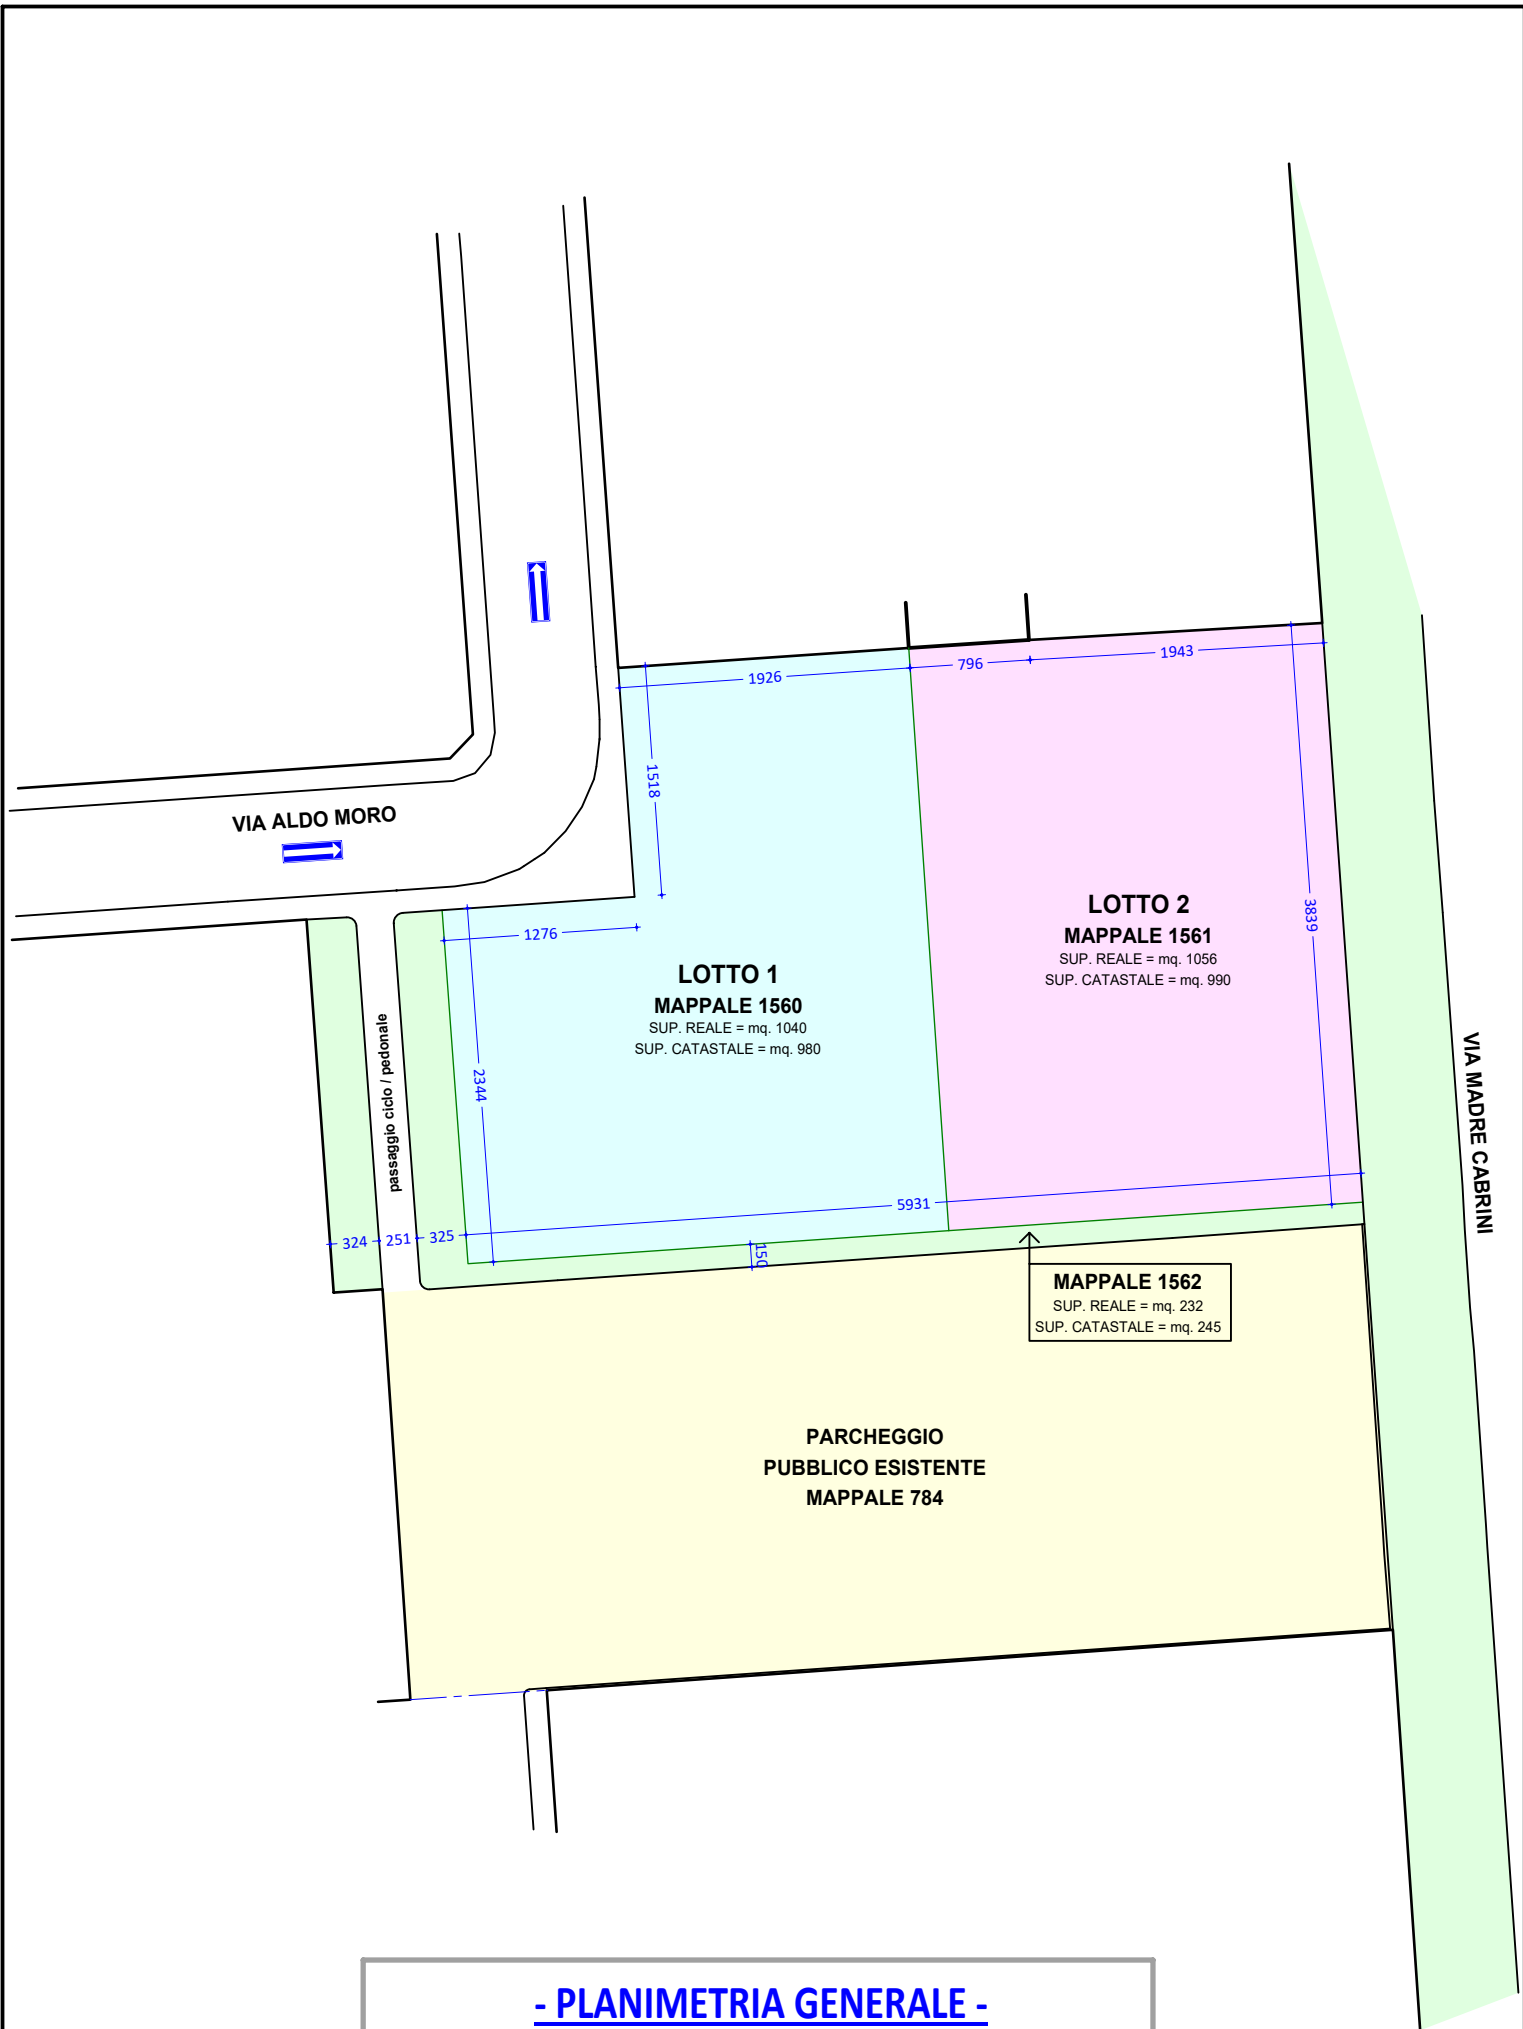 1926
796
1943
1518
VIA ALDO MORO
1276
3839
LOTTO 2
MAPPALE 1561
SUP. REALE = mq. 1056
SUP. CATASTALE = mq. 990
LOTTO 1
MAPPALE 1560
SUP. REALE = mq. 1040
SUP. CATASTALE = mq. 980
passaggio ciclo / pedonale
2344
VIA MADRE CABRINI
5931
324
251
325
150
MAPPALE 1562
SUP. REALE = mq. 232
SUP. CATASTALE = mq. 245
PARCHEGGIO
PUBBLICO ESISTENTE
MAPPALE 784
- PLANIMETRIA GENERALE -